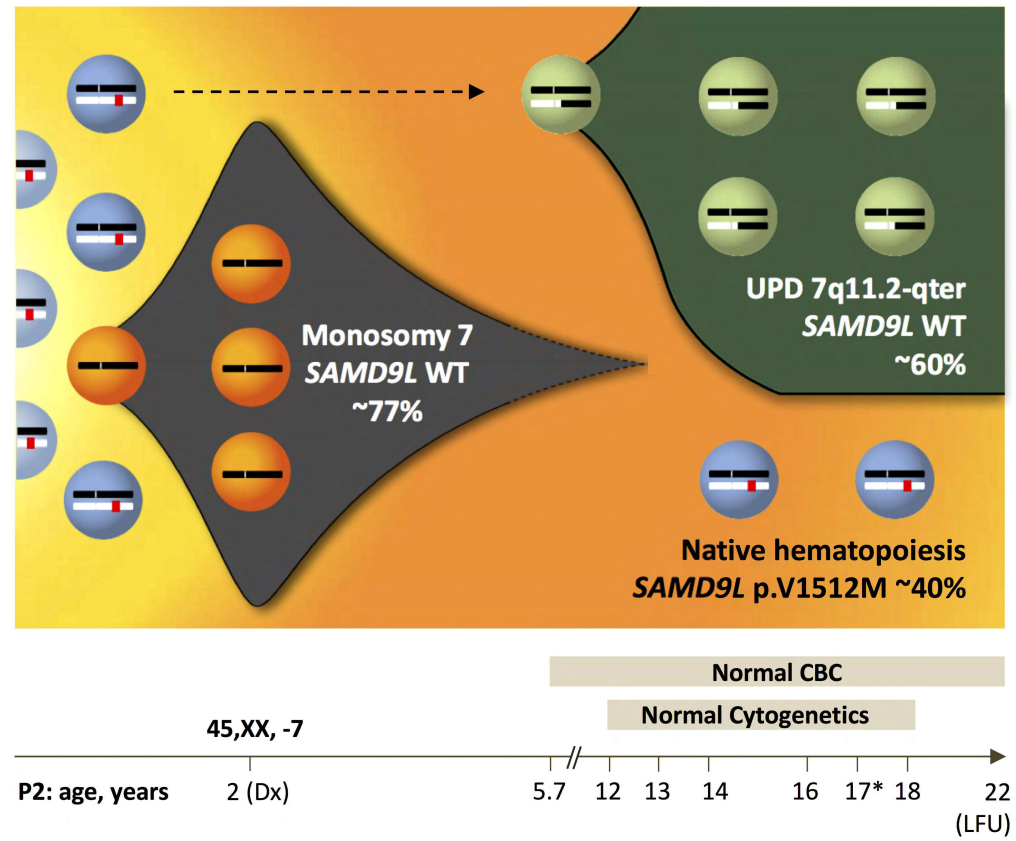 Monosomy 7
SAMD9L WT
~77%
UPD 7q11.2-qter
SAMD9L WT
~60%
Native hematopoiesis
SAMD9L p.V1512M ~40%
Normal CBC
Normal Cytogenetics
45,XX, -7
P2: age, years 2 (Dx) 5.7 12 13 14 16 17* 18 22
(LFU)